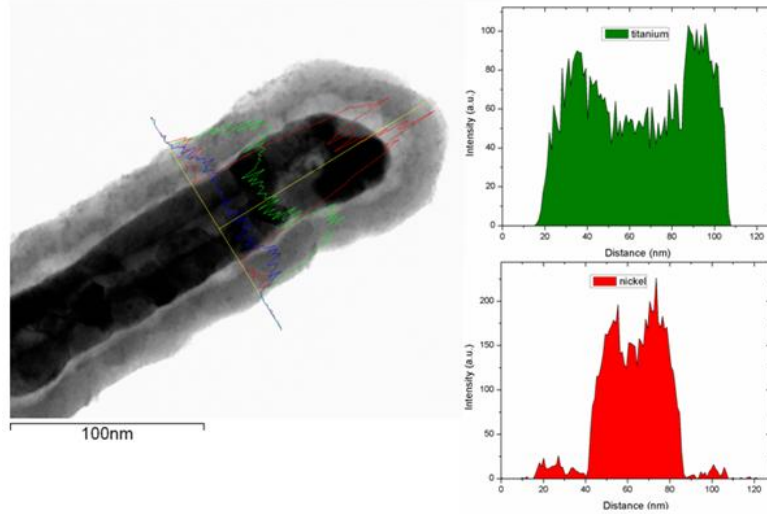 100nm
titanium
Intensity (a.u.)
100
80
60
40
20
0
0 20 40 60 80 100 120
Distance (nm)
nickel
Intensity (a.u.)
200
150
100
50
0
0 20 40 60 80 100 120
Distance (nm)